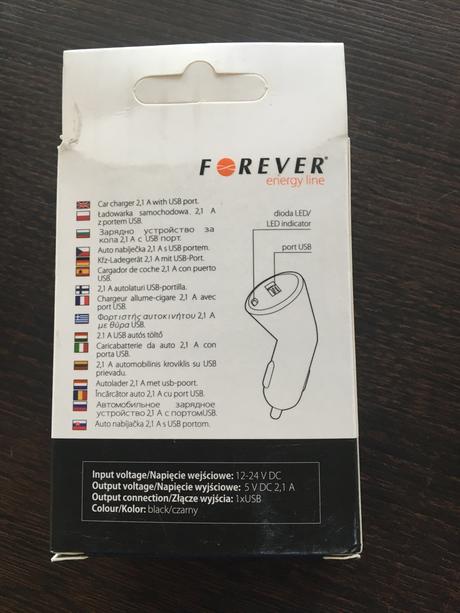 FOREVER®
energy line
Car charger 2,1 A with USB port.
Ładowarka samochodowa 2,1 A
z portem USB.
Зарядно устройство за
кола 2,1 A с USB порт.
Auto nabíječka 2,1 A s USB portem.
Kfz-Ladegerät 2,1 A mit USB-Port.
Cargador de coche 2,1 A con puerto
USB.
2,1 A autolaturi USB-portilla.
Chargeur allume-cigare 2,1 A avec
port USB.
Φορτιστής αυτοκινήτου 2,1 A
με θύρα USB.
2.1 A USB autós töltő
Caricabatterie da auto 2,1 A con
porta USB.
2,1 A automobilinis kroviklis su USB
prievadu.
Autolader 2,1 A met usb-poort.
Încărcător auto 2,1 A cu port USB.
Автомобильное зарядное
устройство 2,1 A с портомiUSB.
Auto nabíjačka 2,1 A s USB portom.
dioda LED/
LED indicator
port USB
Input voltage/Napięcie wejściowe: 12-24 V DC
Output voltage/Napięcie wyjściowe: 5 V DC 2,1 A
Output connection/Złącze wyjścia: 1xUSB
Colour/Kolor: black/czarny